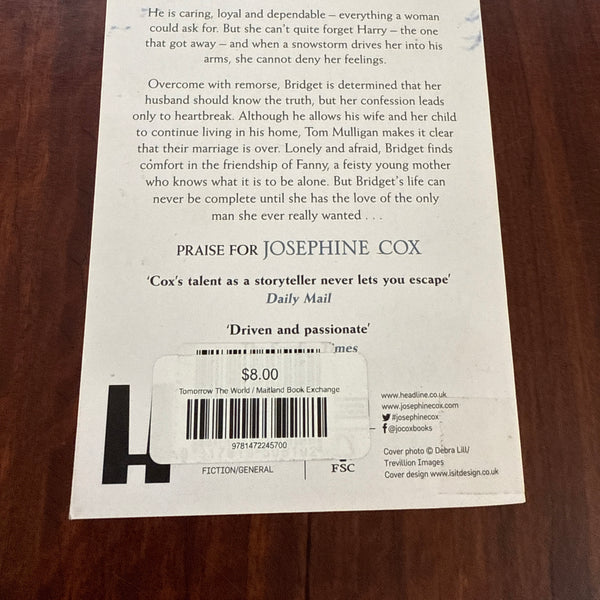 He is caring, loyal and dependable – everything a woman
could ask for. But she can't quite forget Harry – the one
that got away – and when a snowstorm drives her into his
arms, she cannot deny her feelings.
Overcome with remorse, Bridget is determined that her
husband should know the truth, but her confession leads
only to heartbreak. Although he allows his wife and her child
to continue living in his home, Tom Mulligan makes it clear
that their marriage is over. Lonely and afraid, Bridget finds
comfort in the friendship of Fanny, a feisty young mother
who knows what it is to be alone. But Bridget's life can
never be complete until she has the love of the only
man she ever really wanted . . .
PRAISE FOR JOSEPHINE COX
'Cox's talent as a storyteller never lets you escape'
Daily Mail
'Driven and passionate'
mes
$8.00
Tomorrow The World / Maitland Book Exchange
9781472245700
FICTION/GENERAL
FSC
www.headline.co.uk
www.josephinecox.com
#josephinecox
@jocoxbooks
Cover photo © Debra Lill/
Trevillion Images
Cover design www.isitdesign.co.uk